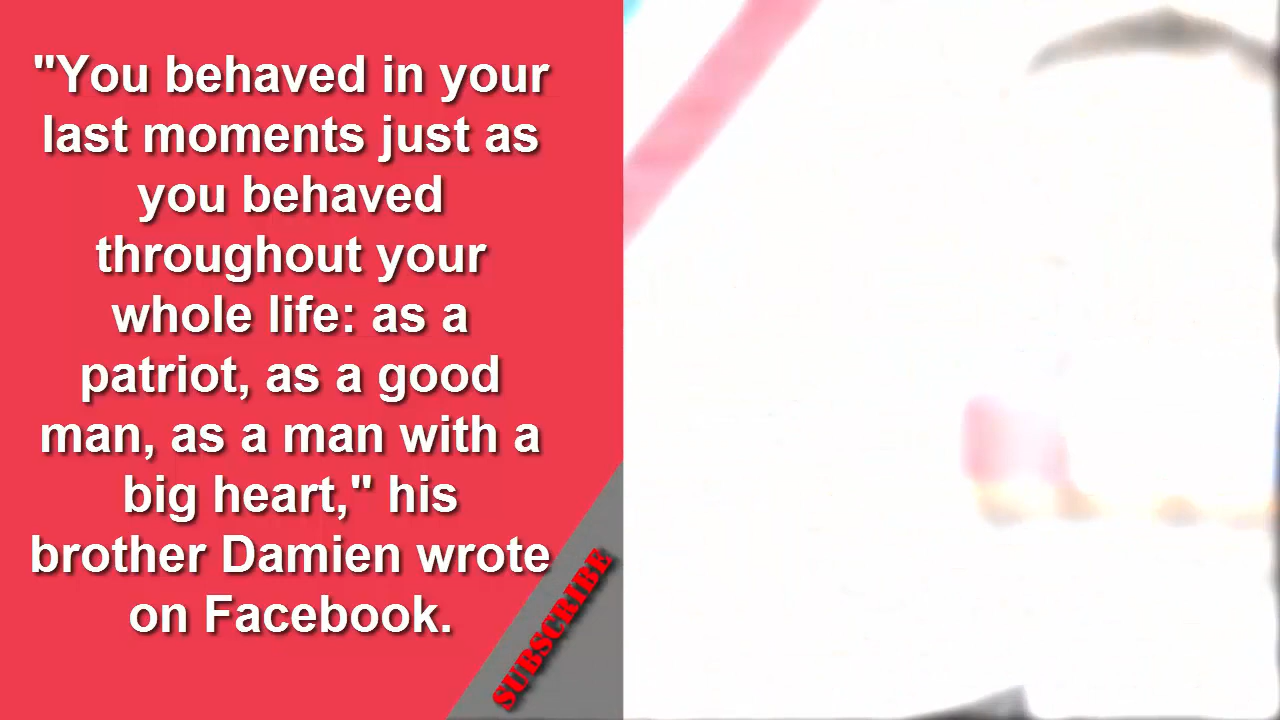 "You behaved in your
last moments just as
you behaved
throughout your
whole life: as a
patriot, as a good
man, as a man with a
big heart," his
brother Damien wrote
on Facebook.
SUBSCRIBE